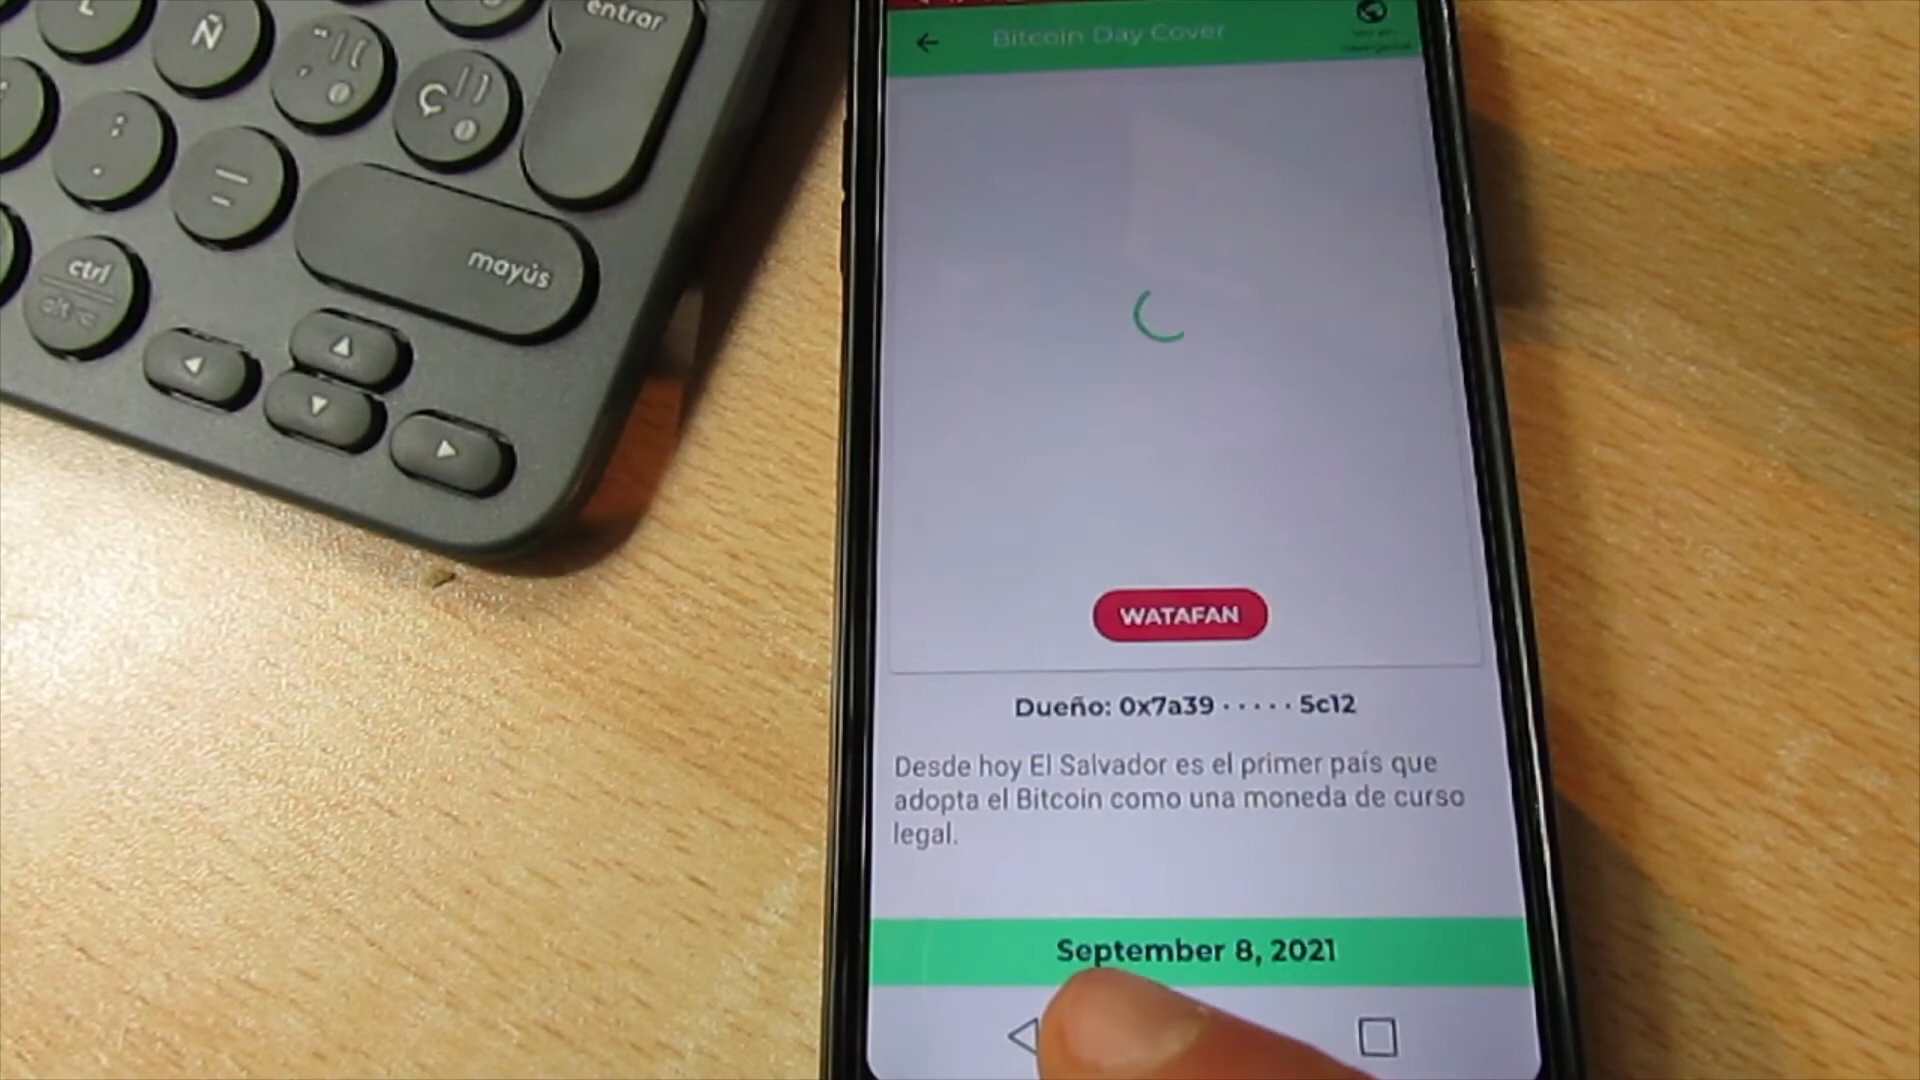 entrar
Ñ
Ç
mayús
ctrl
alt
Bitcoin Day Cover
WATAFAN
Dueño: 0x7a39 · · · · · 5c12
Desde hoy El Salvador es el primer país que
adopta el Bitcoin como una moneda de curso
legal.
September 8, 2021